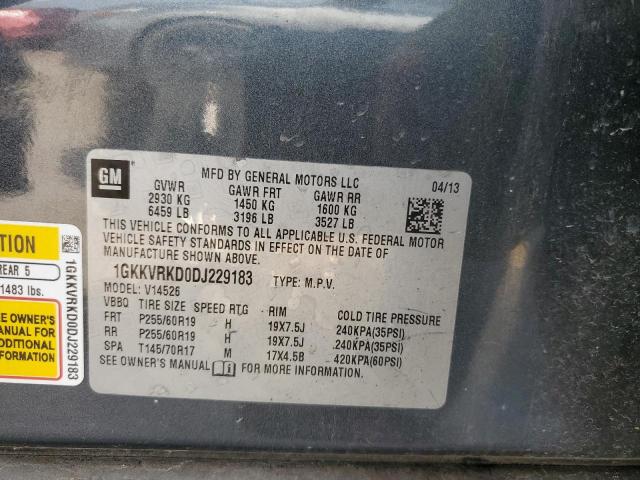 GM
MFD BY GENERAL MOTORS LLC
04/13
GVWR GAWR FRT GAWR RR
2930 KG 1450 KG 1600 KG
6459 LB 3196 LB 3527 LB
THIS VEHICLE CONFORMS TO ALL APPLICABLE U.S. FEDERAL MOTOR
VEHICLE SAFETY STANDARDS IN EFFECT ON THE DATE OF
MANUFACTURE SHOWN ABOVE.
1GKKVRKD0DJ229183 TYPE: M.P.V.
MODEL: V14526
VBBQ TIRE SIZE SPEED RTG RIM COLD TIRE PRESSURE
FRT P255/60R19 H 19X7.5J 240KPA(35PSI)
RR P255/60R19 H 19X7.5J 240KPA(35PSI)
SPA T145/70R17 M 17X4.5B 420KPA(60PSI)
SEE OWNER'S MANUAL FOR MORE INFORMATION.
TION
REAR 5
1483 lbs.
EE OWNER'S
MANUAL FOR
ADDITIONAL
FORMATION
1GKKVRKD0DJ229183